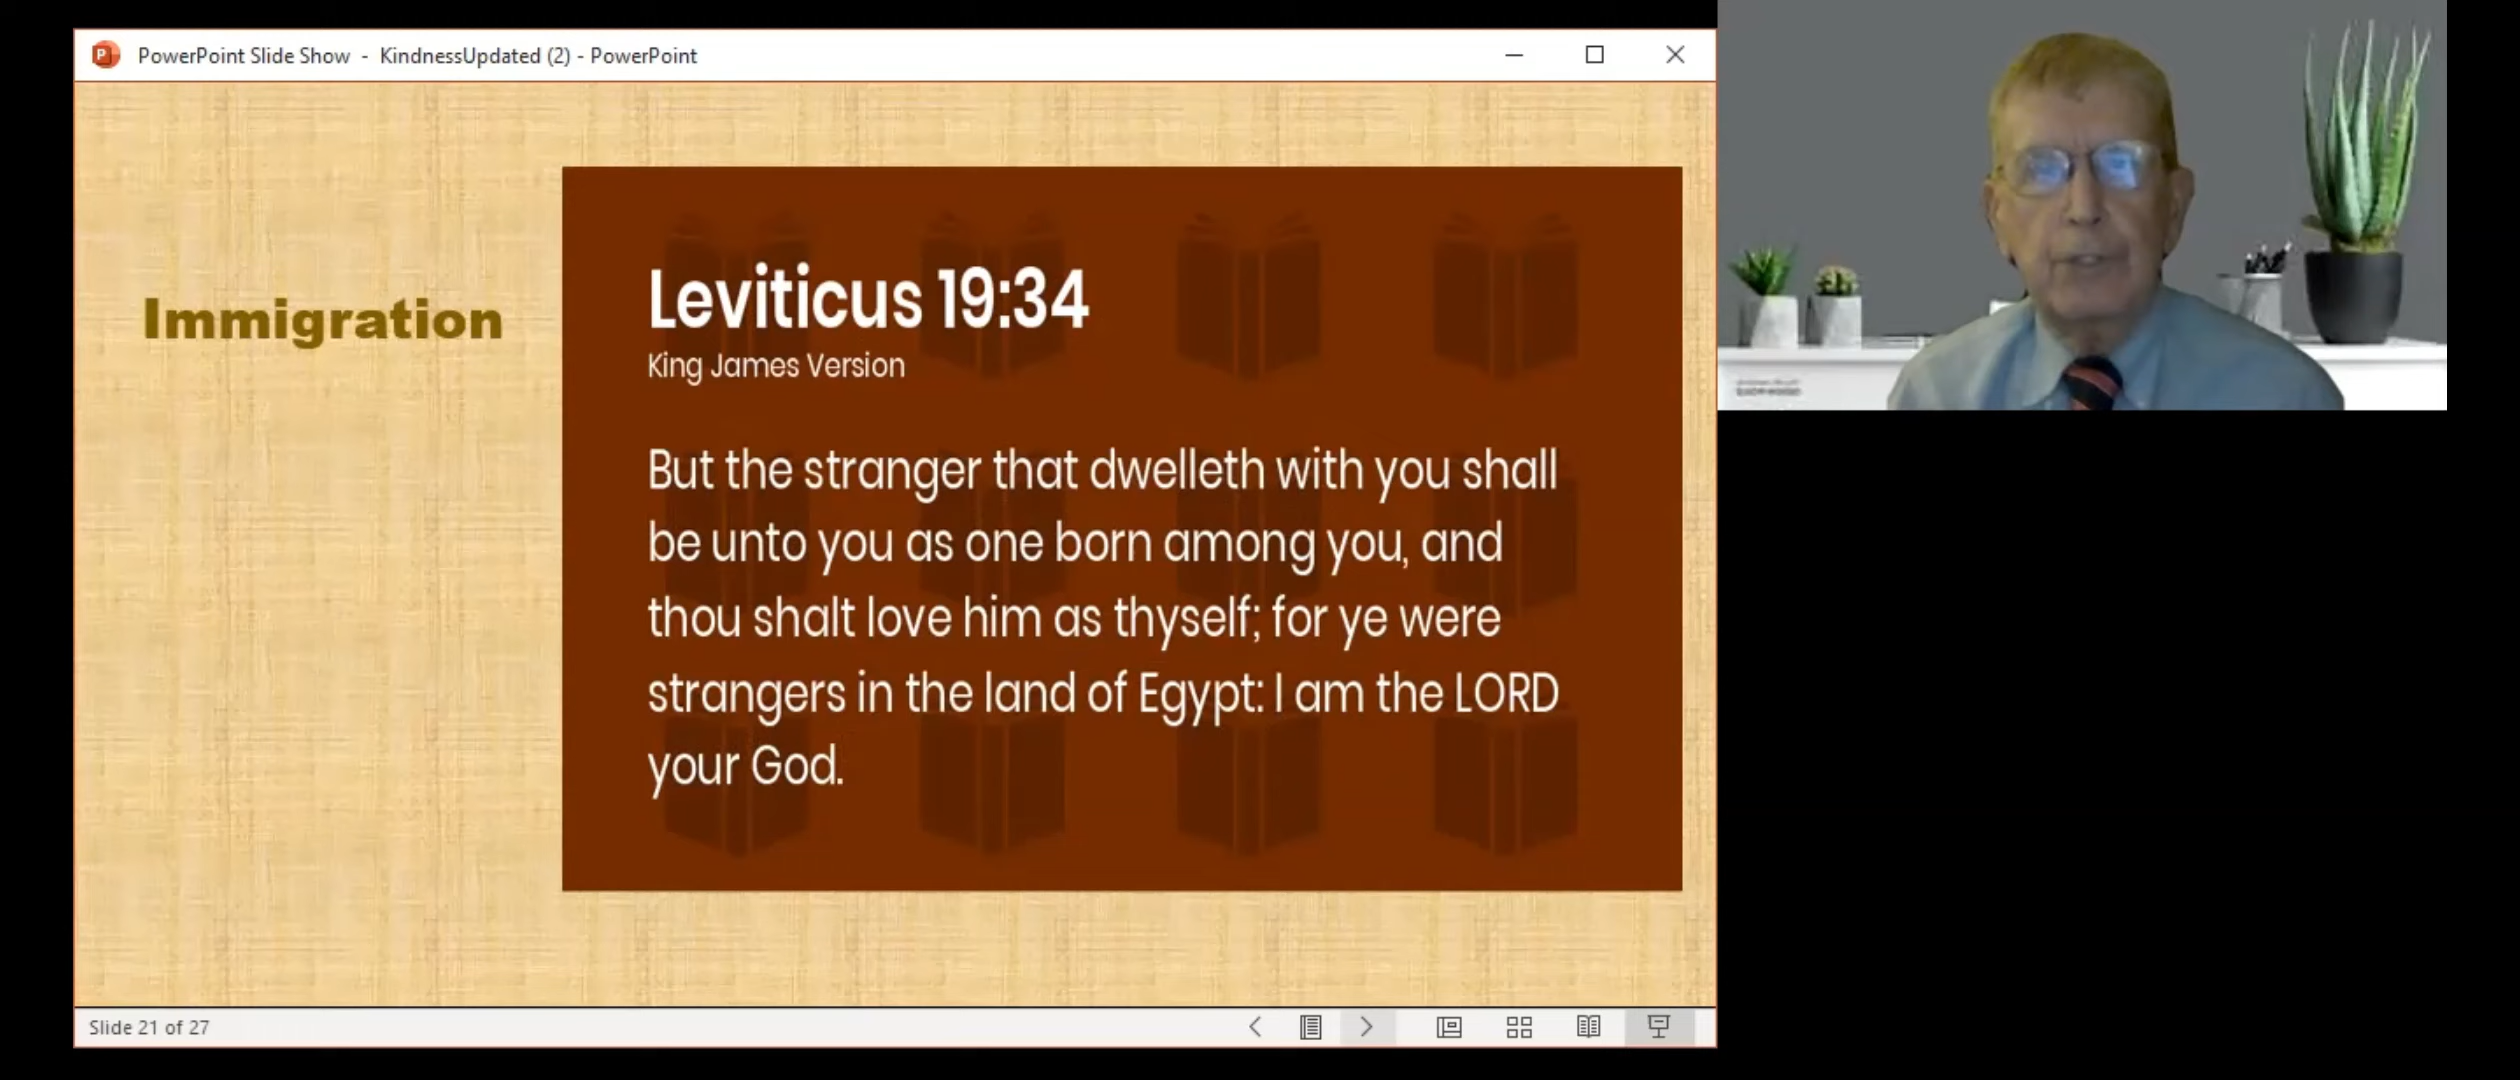 PowerPoint Slide Show - KindnessUpdated (2) - PowerPoint
Immigration
Leviticus 19:34
King James Version
But the stranger that dwelleth with you shall
be unto you as one born among you, and
thou shalt love him as thyself; for ye were
strangers in the land of Egypt: I am the LORD
your God.
Slide 21 of 27